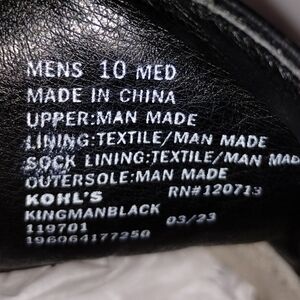 MENS 10 MED
MADE IN CHINA
UPPER:MAN MADE
LINING:TEXTILE/MAN MADE
SOCK LINING:TEXTILE/MAN MAD
OUTERSOLE:MAN MADE
KOHL'S RN#120713
KINGMANBLACK
119701 03/23
196064177250